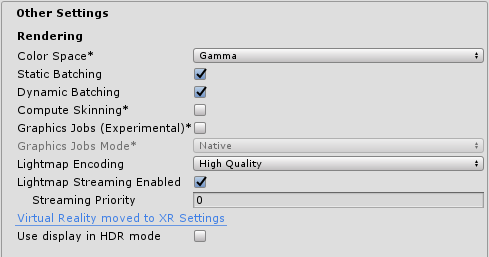 Other Settings
Rendering
Color Space* Gamma
Static Batching
Dynamic Batching
Compute Skinning*
Graphics Jobs (Experimental)*
Graphics Jobs Mode* Native
Lightmap Encoding High Quality
Lightmap Streaming Enabled
Streaming Priority 0
Virtual Reality moved to XR Settings
Use display in HDR mode